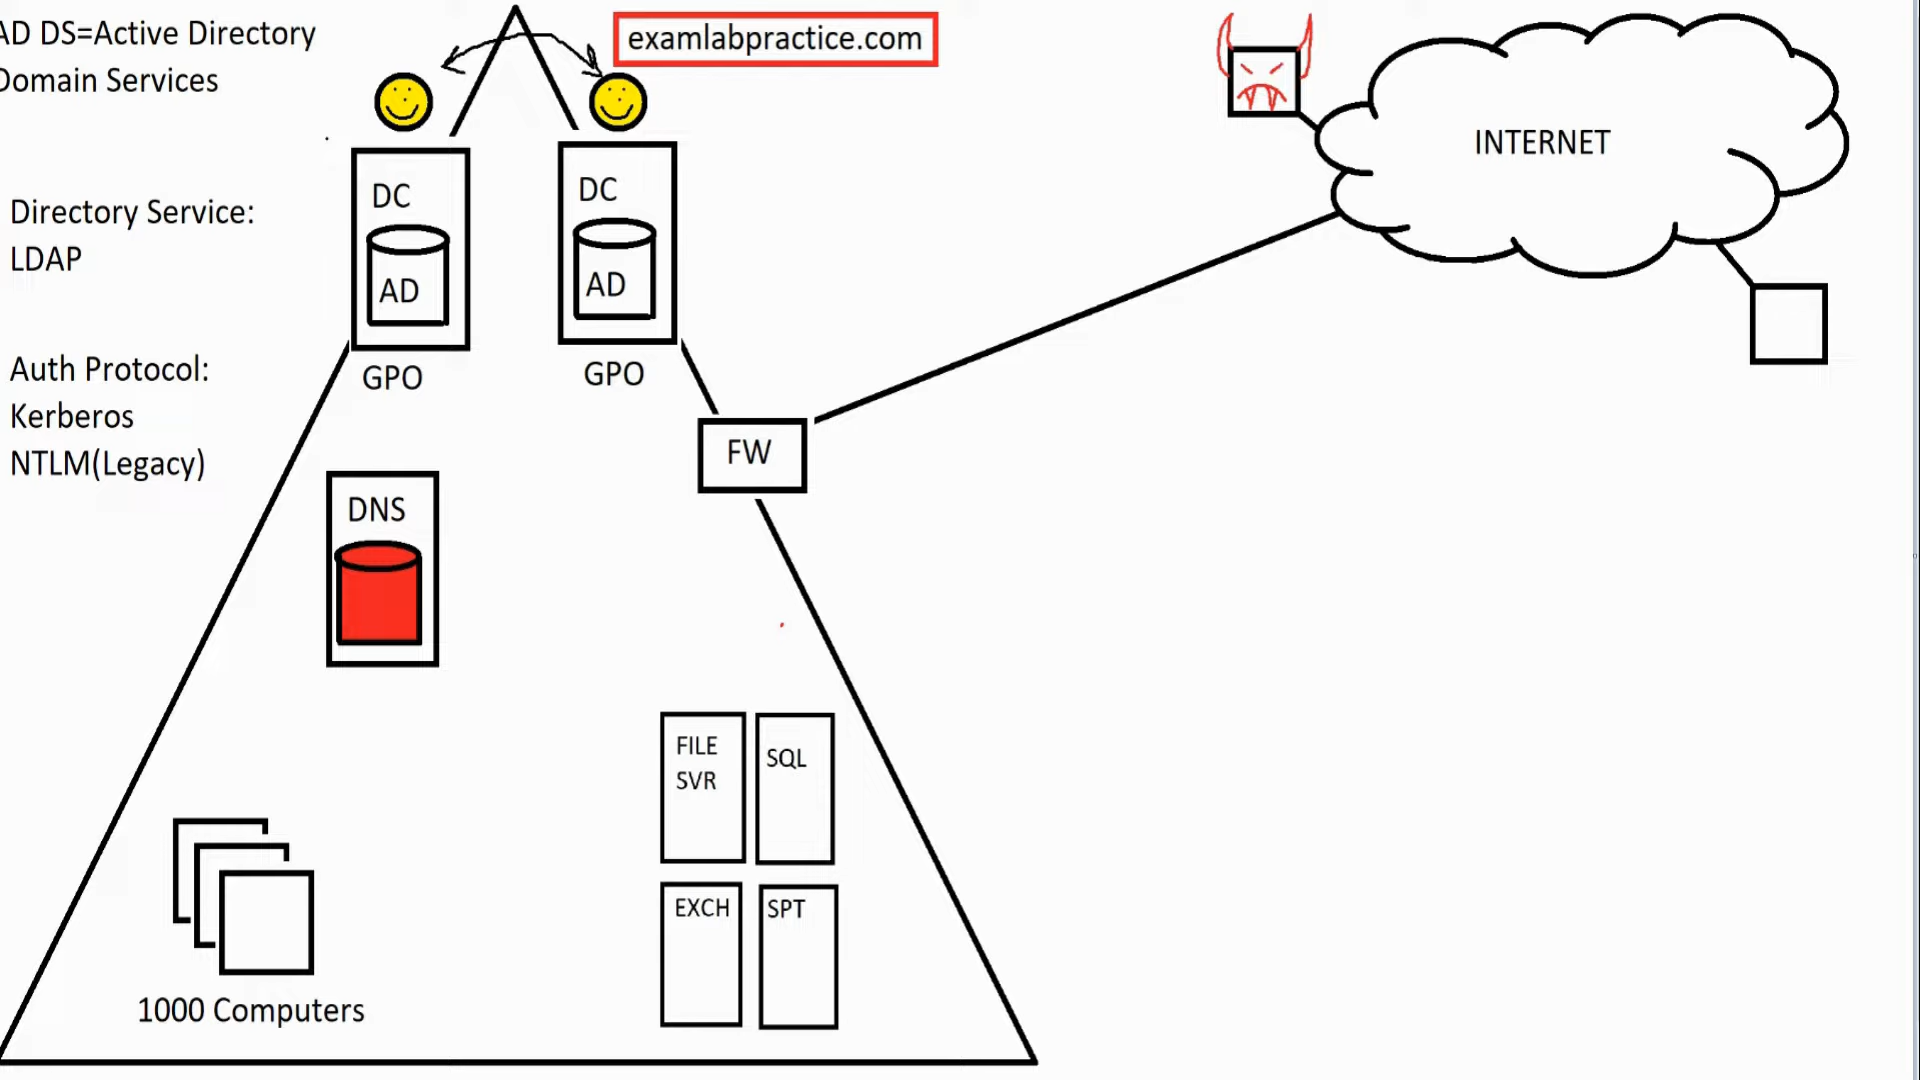 AD DS=Active Directory
Domain Services
examlabpractice.com
INTERNET
DC
AD
GPO
DC
AD
GPO
Directory Service:
LDAP
Auth Protocol:
Kerberos
NTLM(Legacy)
FW
DNS
FILE
SVR
SQL
EXCH
SPT
1000 Computers